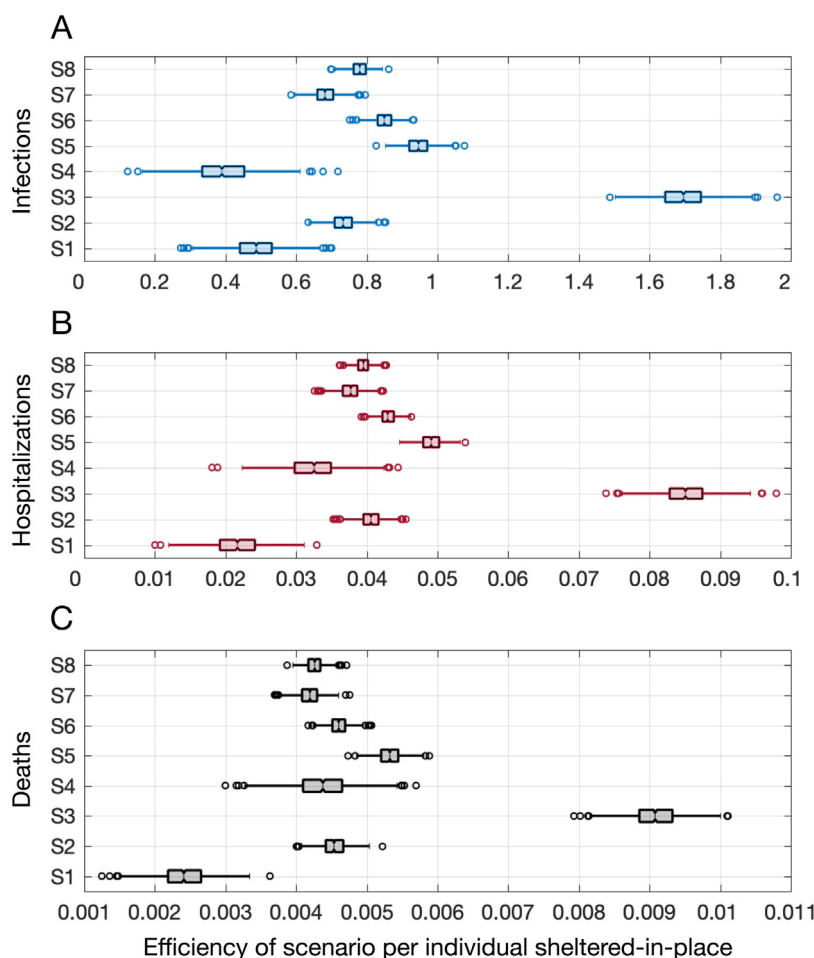 A
Infections
S8
S7
S6
S5
S4
S3
S2
S1
0 0.2 0.4 0.6 0.8 1 1.2 1.4 1.6 1.8 2
B
Hospitalizations
S8
S7
S6
S5
S4
S3
S2
S1
0 0.01 0.02 0.03 0.04 0.05 0.06 0.07 0.08 0.09 0.1
C
Deaths
S8
S7
S6
S5
S4
S3
S2
S1
0.001 0.002 0.003 0.004 0.005 0.006 0.007 0.008 0.009 0.01 0.011
Efficiency of scenario per individual sheltered-in-place